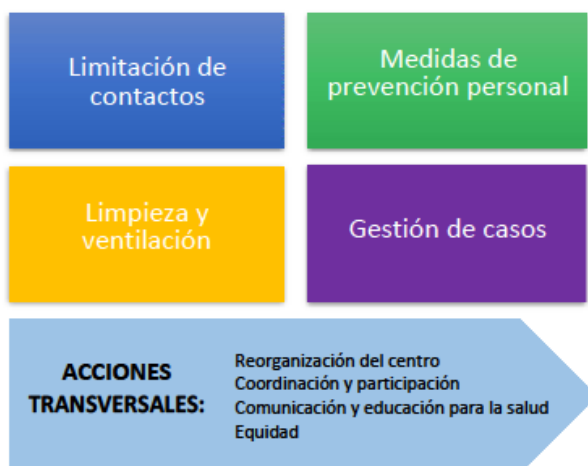 Limitación de
contactos
Medidas de
prevención personal
Limpieza y
ventilación
Gestión de casos
ACCIONES
TRANSVERSALES:
Reorganización del centro
Coordinación y participación
Comunicación y educación para la salud
Equidad